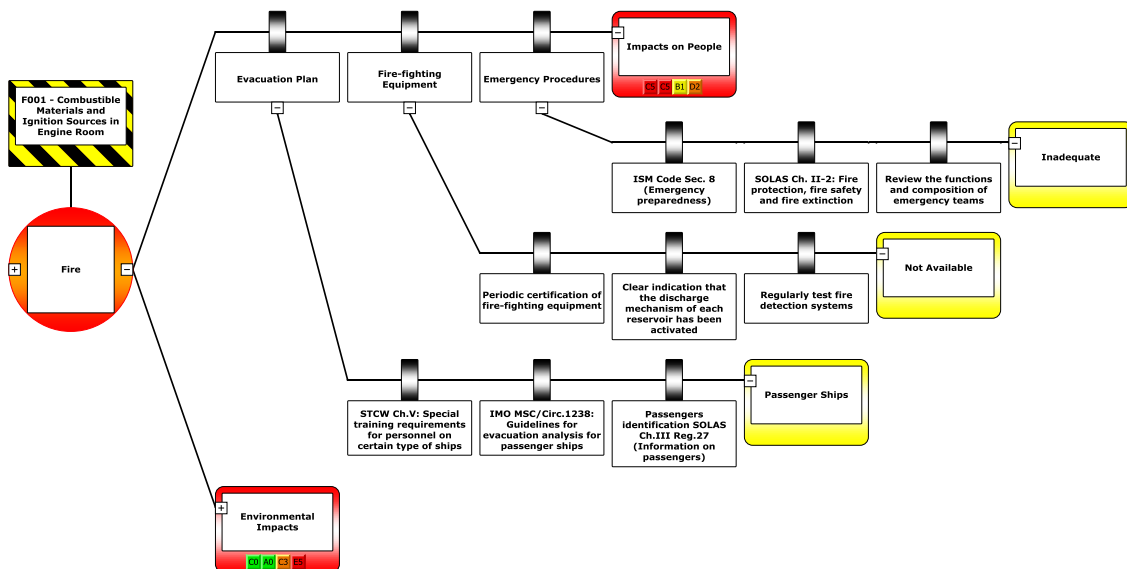 F001 - Combustible
Materials and
Ignition Sources in
Engine Room
Fire
Evacuation Plan
Fire-fighting
Equipment
Emergency Procedures
Impacts on People
C5 C5 B1 D2
ISM Code Sec. 8
(Emergency
preparedness)
SOLAS Ch. II-2: Fire
protection, fire safety
and fire extinction
Review the functions
and composition of
emergency teams
Inadequate
Periodic certification of
fire-fighting equipment
Clear indication that
the discharge
mechanism of each
reservoir has been
activated
Regularly test fire
detection systems
Not Available
STCW Ch.V: Special
training requirements
for personnel on
certain type of ships
IMO MSC/Circ.1238:
Guidelines for
evacuation analysis for
passenger ships
Passengers
identification SOLAS
Ch.III Reg.27
(Information on
passengers)
Passenger Ships
Environmental
Impacts
C0 A0 C3 E5